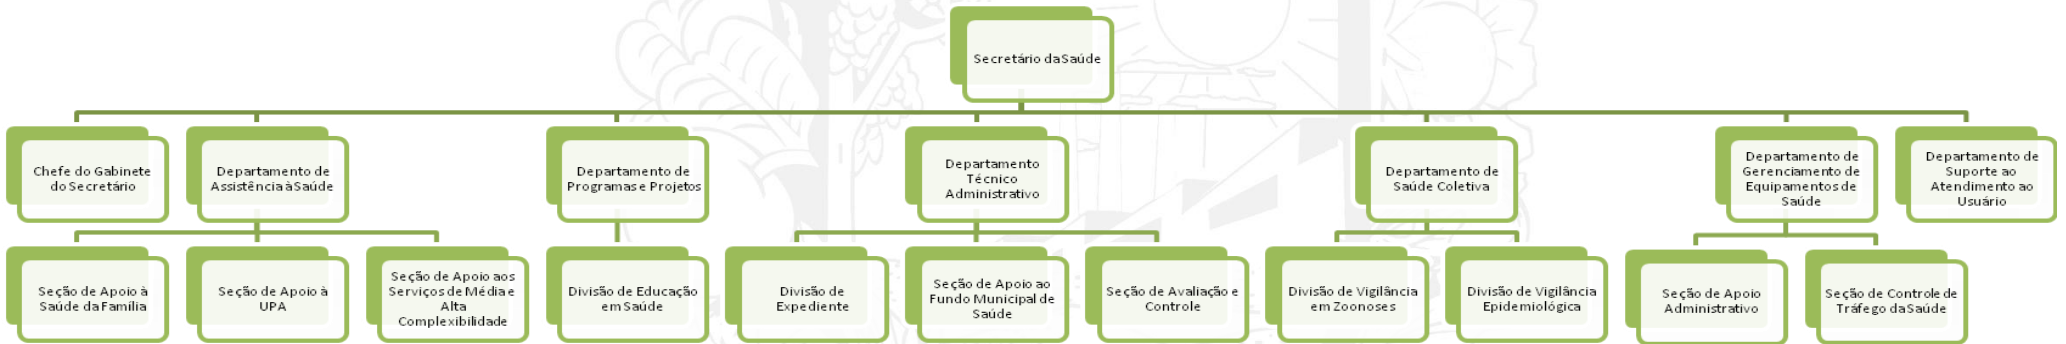 Secretário da Saúde
Chefe do Gabinete
do Secretário
Departamento de
Assistência à Saúde
Departamento de
Programas e Projetos
Departamento
Técnico
Administrativo
Departamento de
Saúde Coletiva
Departamento de
Gerenciamento de
Equipamentos de
Saúde
Departamento de
Suporte ao
Atendimento ao
Usuário
Seção de Apoio à
Saúde da Família
Seção de Apoio à
UPA
Seção de Apoio aos
Serviços de Média e
Alta
Complexibilidade
Divisão de Educação
em Saúde
Divisão de
Expediente
Seção de Apoio ao
Fundo Municipal de
Saúde
Seção de Avaliação e
Controle
Divisão de Vigilância
em Zoonoses
Divisão de Vigilância
Epidemiológica
Seção de Apoio
Administrativo
Seção de Controle de
Tráfego da Saúde